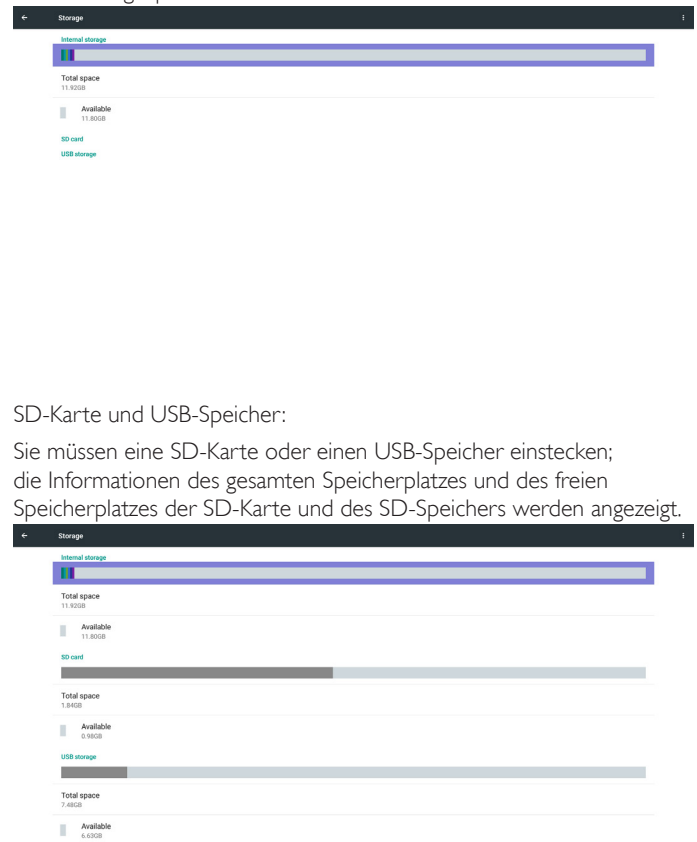 Storage
Internal storage
Total space
11.92GB
Available
11.80GB
SD card
USB storage
SD-Karte und USB-Speicher:
Sie müssen eine SD-Karte oder einen USB-Speicher einstecken;
die Informationen des gesamten Speicherplatzes und des freien
Speicherplatzes der SD-Karte und des SD-Speichers werden angezeigt.
Storage
Internal storage
Total space
11.92GB
Available
11.80GB
SD card
Total space
1.84GB
Available
0.98GB
USB storage
Total space
7.48GB
Available
6.63GB